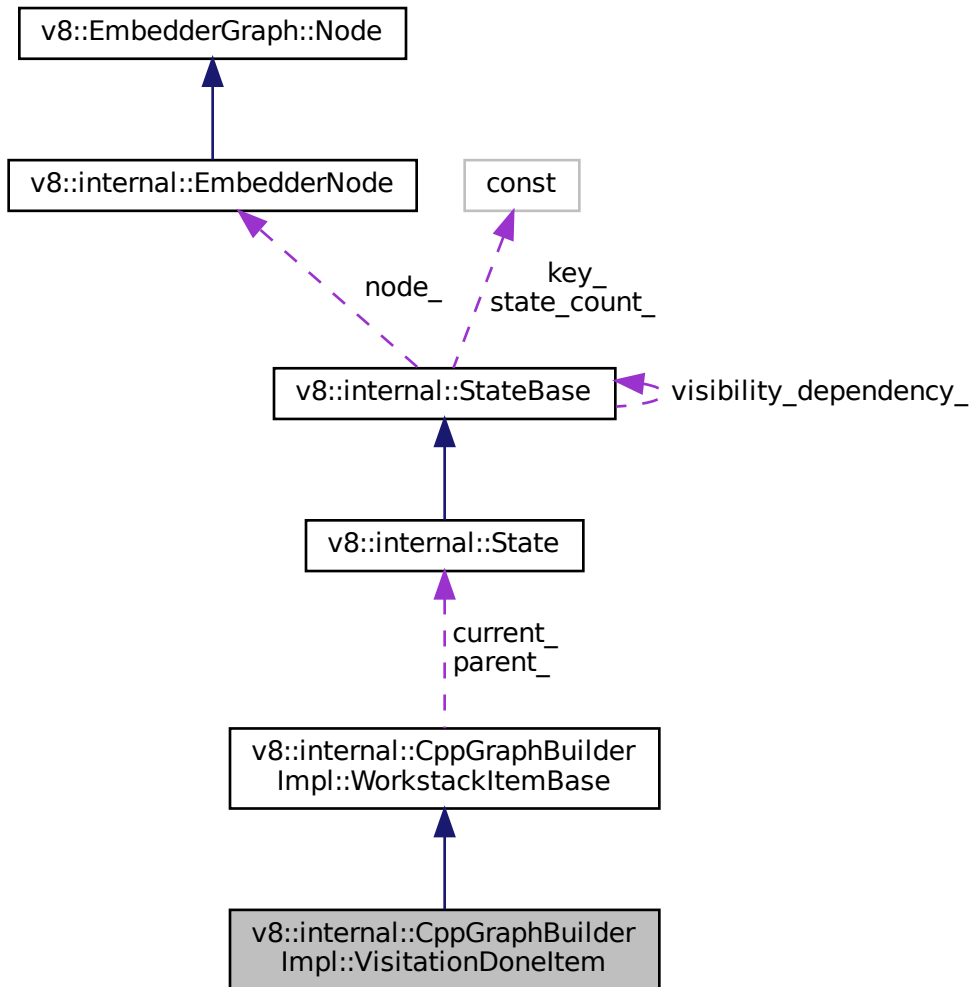 v8::EmbedderGraph::Node
v8::internal::EmbedderNode
const
node_
key_
state_count_
v8::internal::StateBase
visibility_dependency_
v8::internal::State
current_
parent_
v8::internal::CppGraphBuilder
Impl::WorkstackItemBase
v8::internal::CppGraphBuilder
Impl::VisitationDoneItem